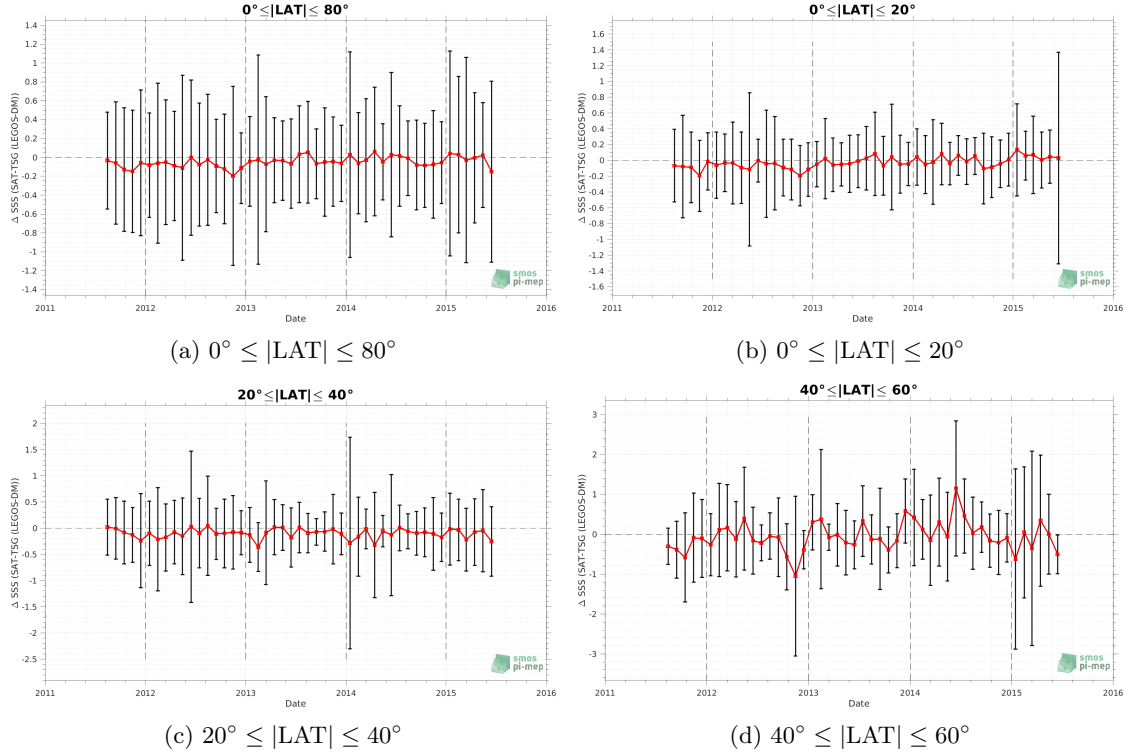 0°≤|LAT|≤ 80°
Δ SSS (SAT-TSG (LEGOS-DM))
1.4
1.2
1
0.8
0.6
0.4
0.2
0
-0.2
-0.4
-0.6
-0.8
-1
-1.2
-1.4
2011 2012 2013 2014 2015 2016
Date
smos
pi-mep
(a) 0° ≤ |LAT| ≤ 80°
0°≤|LAT|≤ 20°
Δ SSS (SAT-TSG (LEGOS-DM))
1.6
1.4
1.2
1
0.8
0.6
0.4
0.2
0
-0.2
-0.4
-0.6
-0.8
-1
-1.2
-1.4
-1.6
2011 2012 2013 2014 2015 2016
Date
smos
pi-mep
(b) 0° ≤ |LAT| ≤ 20°
20°≤|LAT|≤ 40°
Δ SSS (SAT-TSG (LEGOS-DM))
2
1.5
1
0.5
0
-0.5
-1
-1.5
-2
-2.5
2011 2012 2013 2014 2015 2016
Date
smos
pi-mep
(c) 20° ≤ |LAT| ≤ 40°
40°≤|LAT|≤ 60°
Δ SSS (SAT-TSG (LEGOS-DM))
3
2
1
0
-1
-2
-3
2011 2012 2013 2014 2015 2016
Date
smos
pi-mep
(d) 40° ≤ |LAT| ≤ 60°